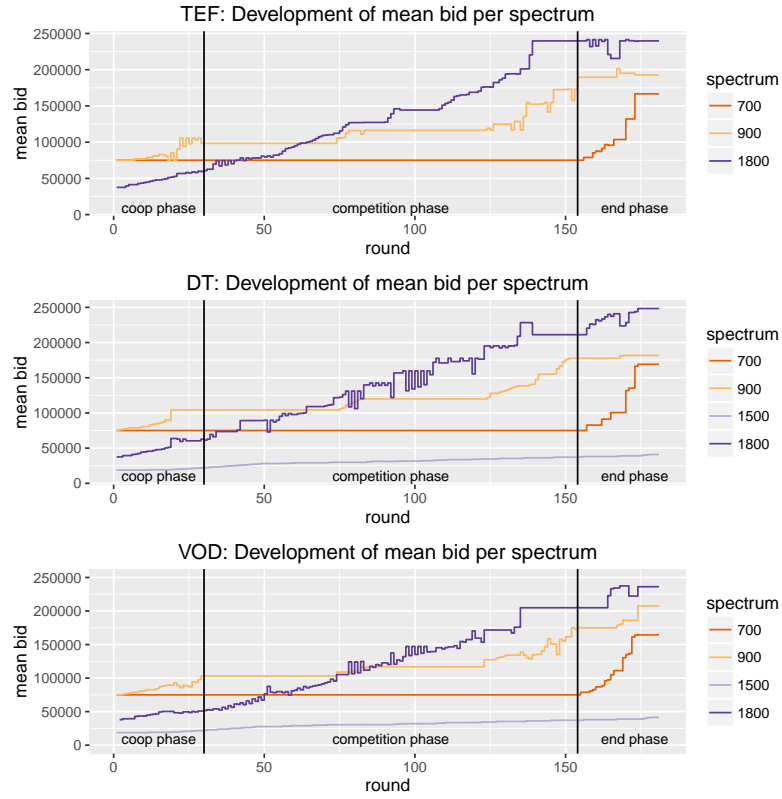 TEF: Development of mean bid per spectrum
250000
200000
150000
100000
50000
0
mean bid
coop phase
competition phase
end phase
0
50
100
150
round
spectrum
700
900
1800
DT: Development of mean bid per spectrum
250000
200000
150000
100000
50000
0
mean bid
coop phase
competition phase
end phase
0
50
100
150
round
spectrum
700
900
1500
1800
VOD: Development of mean bid per spectrum
250000
200000
150000
100000
50000
0
mean bid
coop phase
competition phase
end phase
0
50
100
150
round
spectrum
700
900
1500
1800